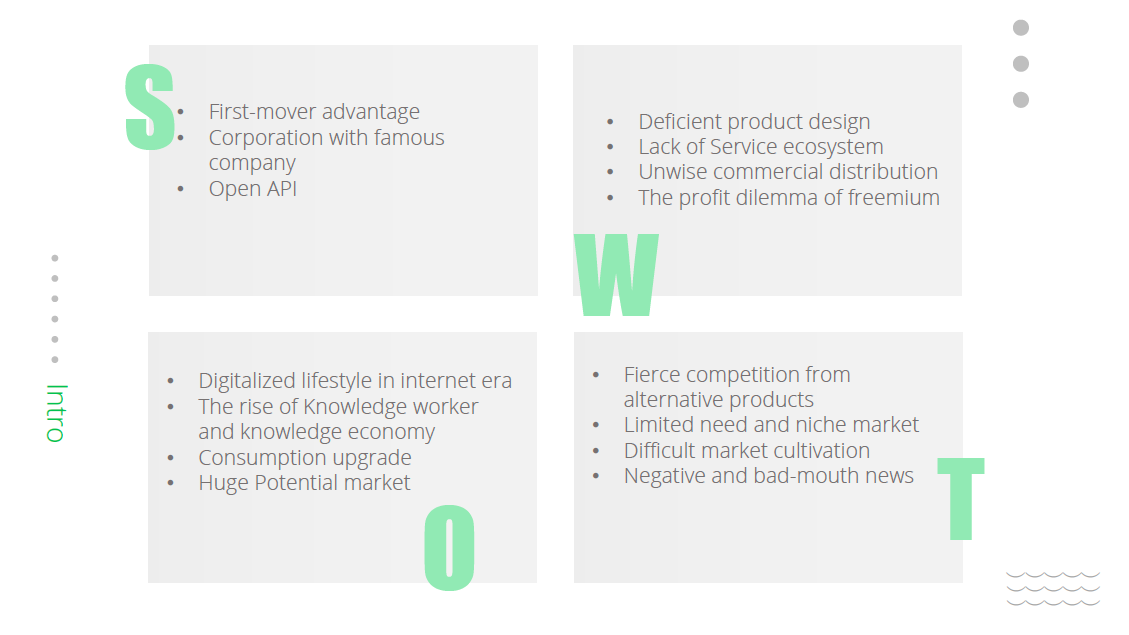 S
• First-mover advantage
• Corporation with famous
company
• Open API
• Deficient product design
• Lack of Service ecosystem
• Unwise commercial distribution
• The profit dilemma of freemium
W
Intro
• Digitalized lifestyle in internet era
• The rise of Knowledge worker
and knowledge economy
• Consumption upgrade
• Huge Potential market
O
• Fierce competition from
alternative products
• Limited need and niche market
• Difficult market cultivation
• Negative and bad-mouth news
T